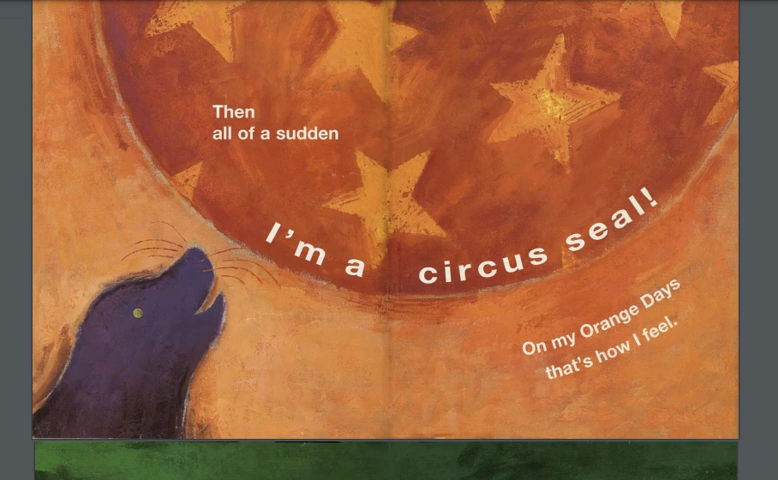 Then
all of a sudden
I'm a circus seal!
On my Orange Days
that's how I feel.